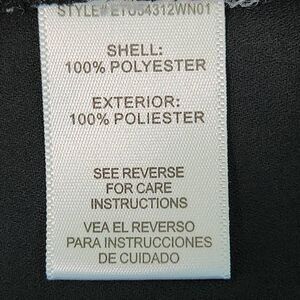 STYLE# ETU54312WN01
SHELL:
100% POLYESTER
EXTERIOR:
100% POLIESTER
SEE REVERSE
FOR CARE
INSTRUCTIONS
VEA EL REVERSO
PARA INSTRUCCIONES
DE CUIDADO